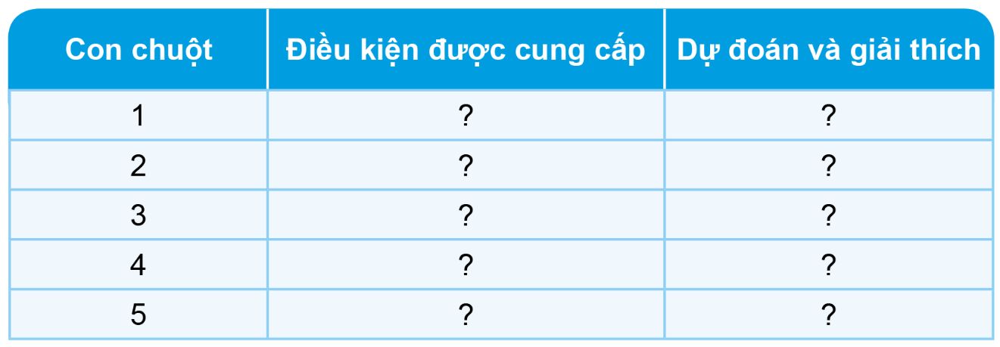 Con chuột Điều kiện được cung cấp Dự đoán và giải thích
1 ? ?
2 ? ?
3 ? ?
4 ? ?
5 ? ?